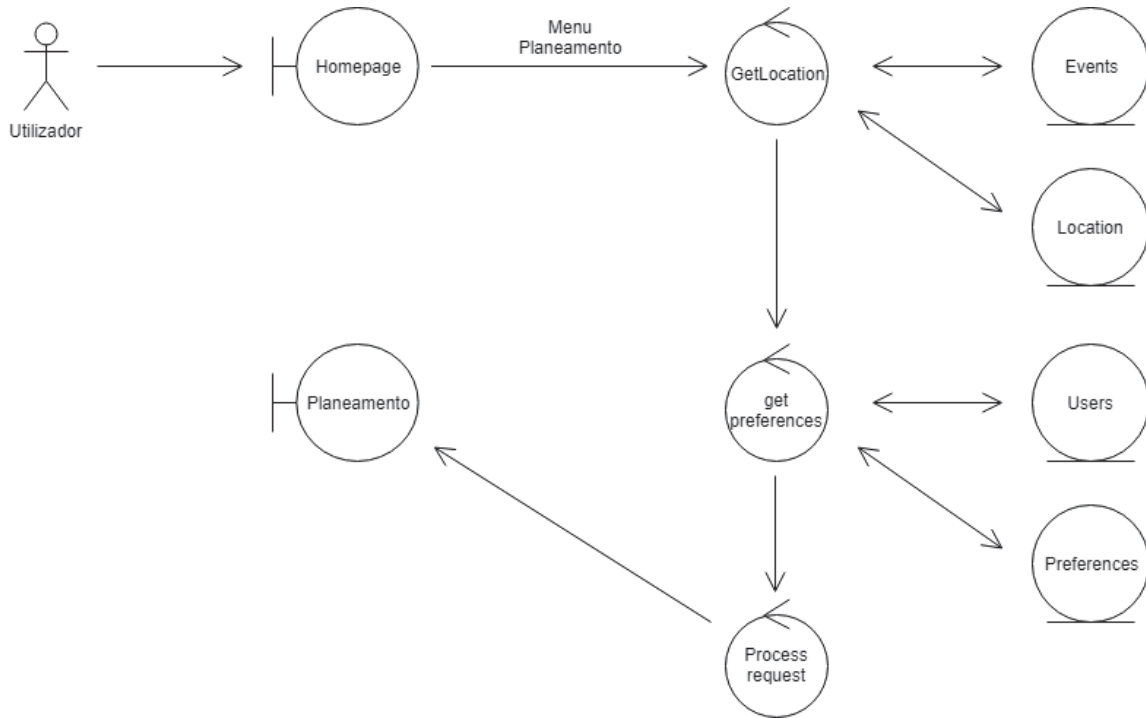 Menu
Planeamento
Homepage
GetLocation
Events
Utilizador
Location
Planeamento
get
preferences
Users
Preferences
Process
request